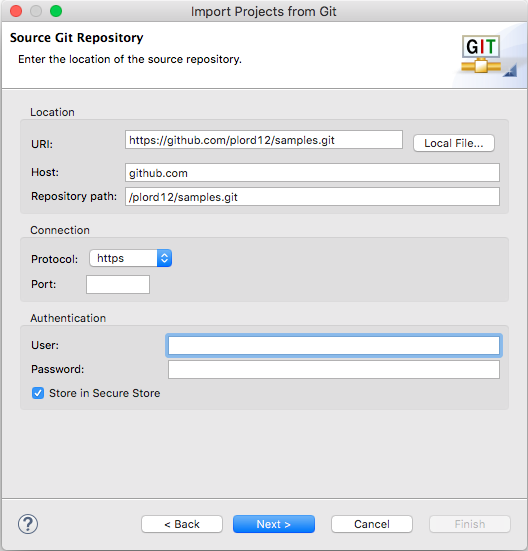 Import Projects from Git
Source Git Repository
Enter the location of the source repository.
GIT
Location
URI: https://github.com/plord12/samples.git Local File...
Host: github.com
Repository path: /plord12/samples.git
Connection
Protocol: https
Port:
Authentication
User:
Password:
Store in Secure Store
? < Back Next > Cancel Finish